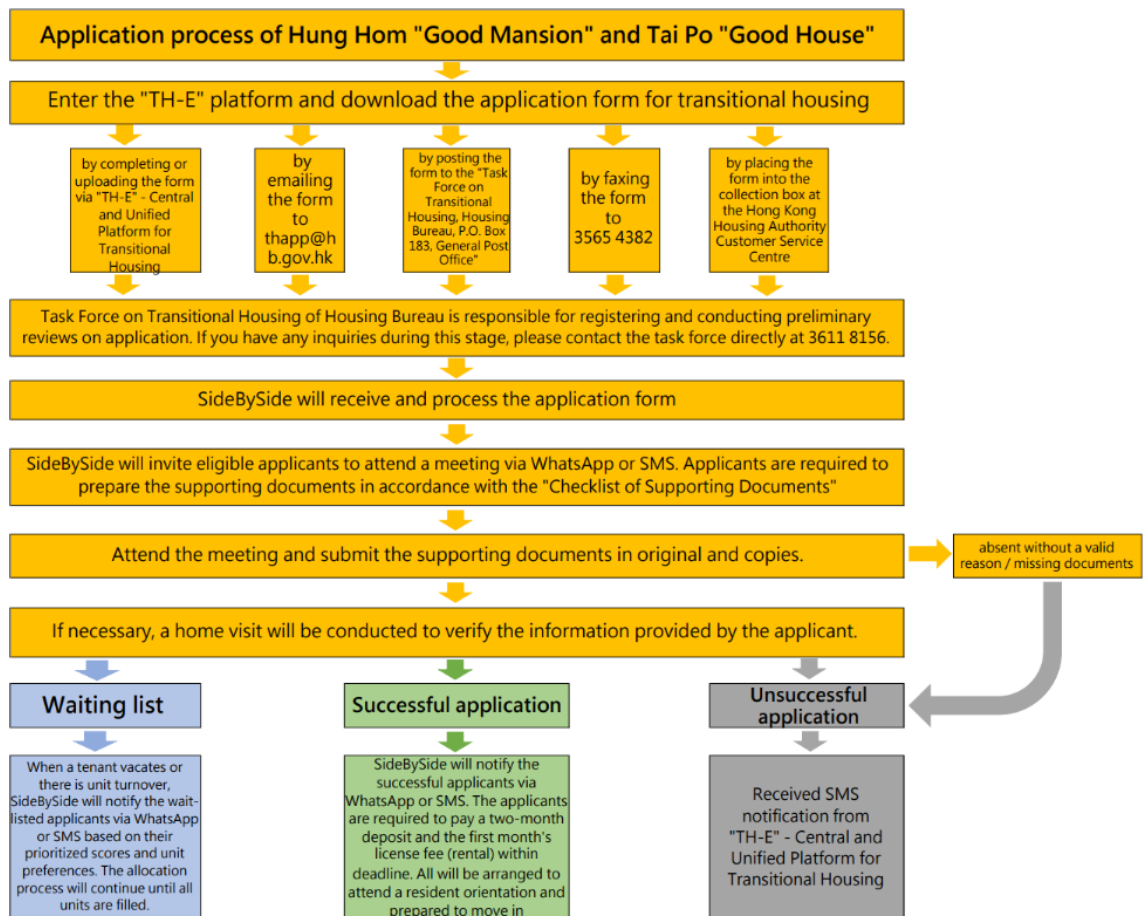 Application process of Hung Hom "Good Mansion" and Tai Po "Good House"
Enter the "TH-E" platform and download the application form for transitional housing
by completing or
uploading the form
via "TH-E" - Central
and Unified
Platform for
Transitional
Housing
by
emailing
the form
to
thapp@h
b.gov.hk
by posting the
form to the "Task
Force on
Transitional
Housing, Housing
Bureau, P.O. Box
183, General Post
Office"
by faxing
the form
to
3565 4382
by placing the
form into the
collection box at
the Hong Kong
Housing Authority
Customer Service
Centre
Task Force on Transitional Housing of Housing Bureau is responsible for registering and conducting preliminary
reviews on application. If you have any inquiries during this stage, please contact the task force directly at 3611 8156.
SideBySide will receive and process the application form
SideBySide will invite eligible applicants to attend a meeting via WhatsApp or SMS. Applicants are required to
prepare the supporting documents in accordance with the "Checklist of Supporting Documents"
Attend the meeting and submit the supporting documents in original and copies.
absent without a valid
reason / missing documents
If necessary, a home visit will be conducted to verify the information provided by the applicant.
Waiting list
When a tenant vacates or
there is unit turnover,
SideBySide will notify the wait-
listed applicants via WhatsApp
or SMS based on their
prioritized scores and unit
preferences. The allocation
process will continue until all
units are filled.
Successful application
SideBySide will notify the
successful applicants via
WhatsApp or SMS. The applicants
are required to pay a two-month
deposit and the first month's
license fee (rental) within
deadline. All will be arranged to
attend a resident orientation and
prepared to move in
Unsuccessful
application
Received SMS
notification from
"TH-E" - Central and
Unified Platform for
Transitional Housing